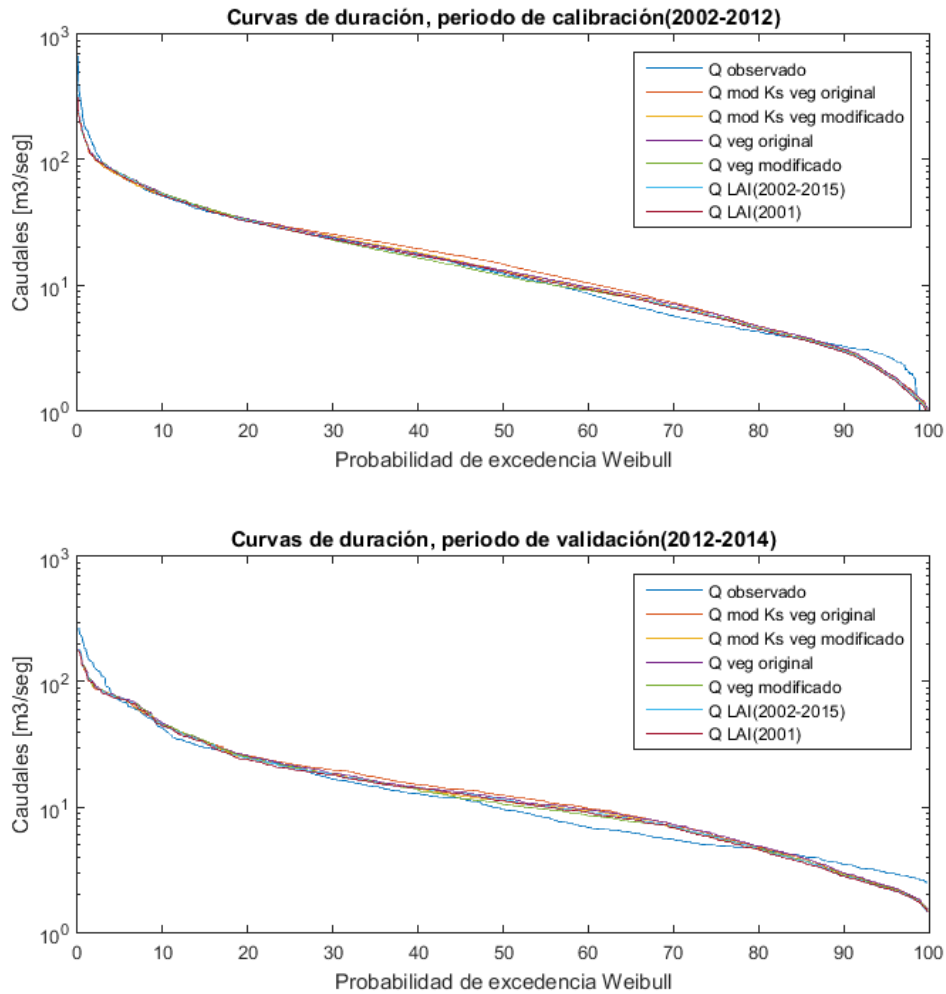 Curvas de duración, periodo de calibración(2002-2012)
Caudales [m3/seg]
10^3
10^2
10^1
10^0
Q observado
Q mod Ks veg original
Q mod Ks veg modificado
Q veg original
Q veg modificado
Q LAI(2002-2015)
Q LAI(2001)
0 10 20 30 40 50 60 70 80 90 100
Probabilidad de excedencia Weibull
Curvas de duración, periodo de validación(2012-2014)
Caudales [m3/seg]
10^3
10^2
10^1
10^0
Q observado
Q mod Ks veg original
Q mod Ks veg modificado
Q veg original
Q veg modificado
Q LAI(2002-2015)
Q LAI(2001)
0 10 20 30 40 50 60 70 80 90 100
Probabilidad de excedencia Weibull